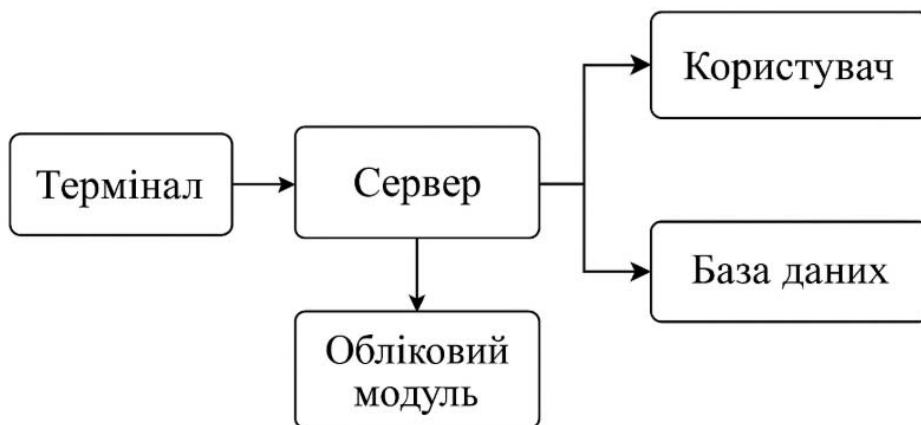 Користувач
Термінал
Сервер
База даних
Обліковий
модуль